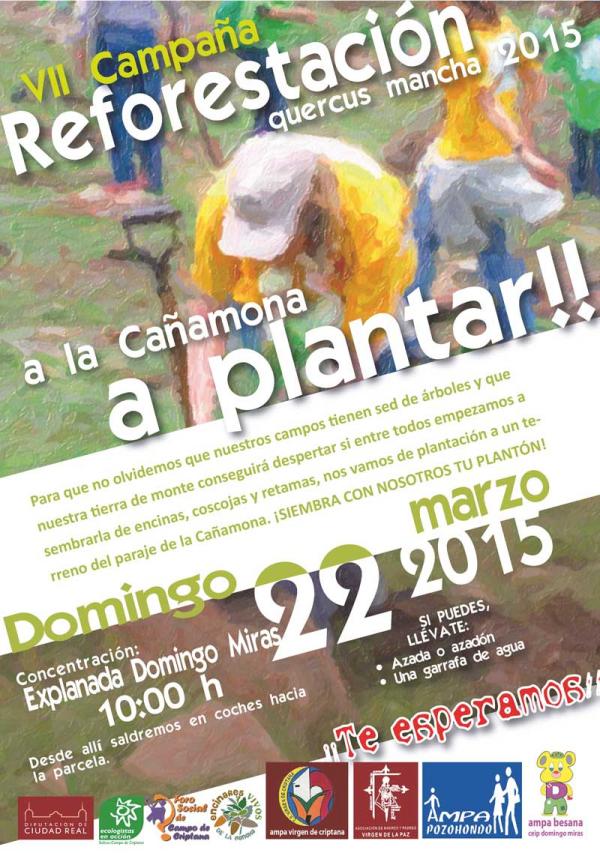 VII Campaña
Reforestación
quercus mancha 2015
a la Cañamona
a plantar!!
Para que no olvidemos que nuestros campos tienen sed de árboles y que
nuestra tierra de monte conseguirá despertar si entre todos empezamos a
sembrarla de encinas, coscojas y retamas, nos vamos de plantación a un te-
rreno del paraje de la Cañamona. ¡SIEMBRA CON NOSOTROS TU PLANTÓN!
Domingo 22 marzo
2015
Concentración:
Explanada Domingo Miras
10:00 h
Desde allí saldremos en coches hacia
la parcela.
SI PUEDES,
LLÉVATE:
• Azada o azadón
• Una garrafa de agua
¡¡Te esperamos!!
DIPUTACIÓN DE
CIUDAD REAL
ecologistas
en acción
Foro
Social
de
Campo de
Criptana
encinares vivos
DE LA MANCHA
ampa virgen de criptana
ASOCIACIÓN DE MADRES Y PADRES
VIRGEN DE LA PAZ
AMPA
POZOHONDO
ampa besana
ceip domingo miras